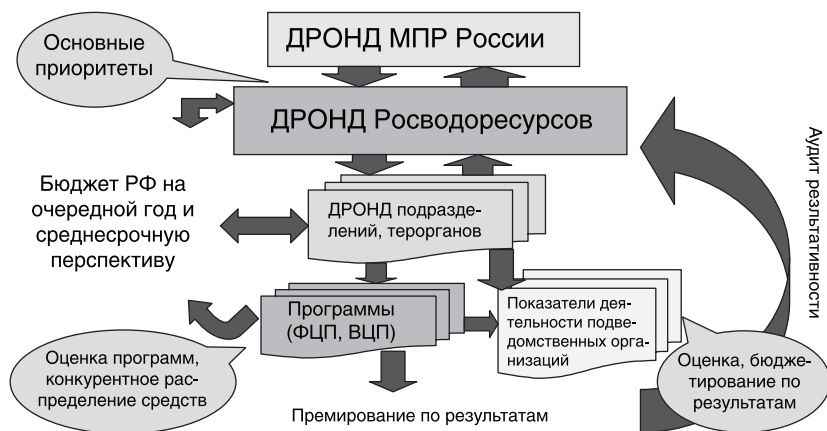 ДРОНД МПР России
Основные
приоритеты
ДРОНД Росводоресурсов
Бюджет РФ на
очередной год и
среднесрочную
перспективу
ДРОНД подразде-
лений, терорганов
Аудит резльтативности
Программы
(ФЦП, ВЦП)
Показатели дея-
тельности подве-
домственных орга-
низаций
Оценка программ,
конкурентное рас-
пределение средств
Оценка, бюдже-
тирование по
результатам
Премирование по результатам